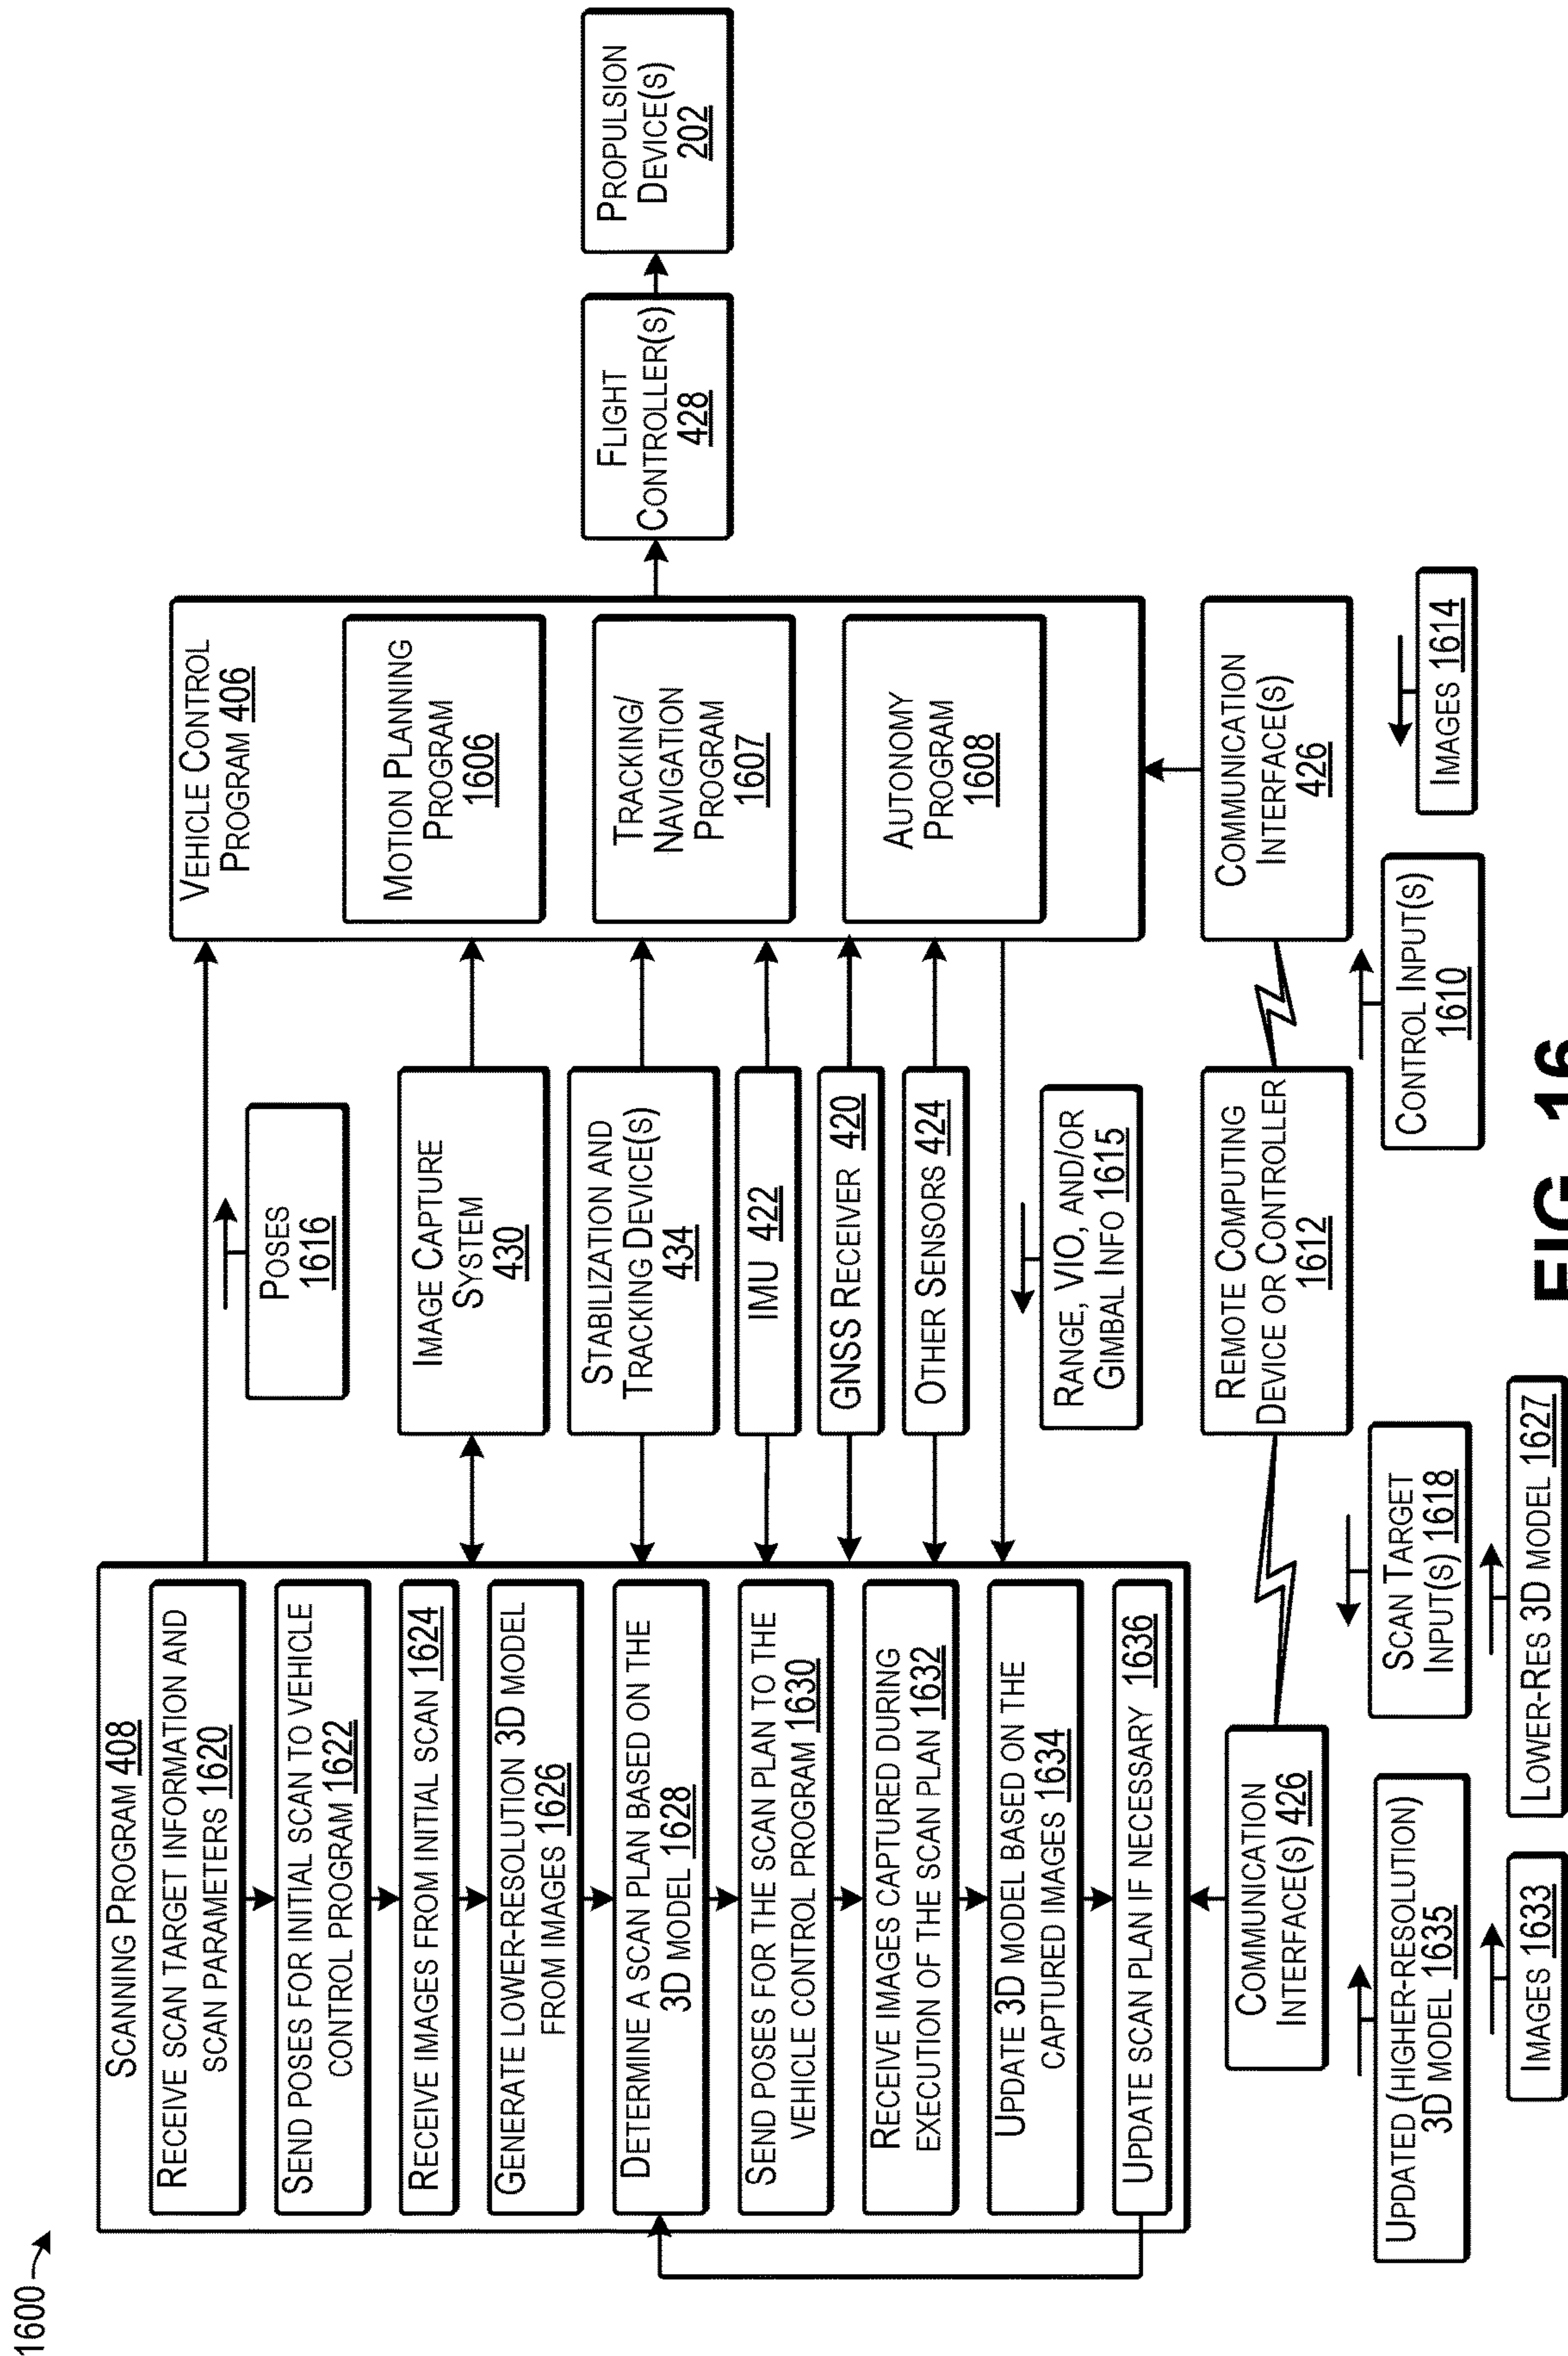 1600
SCANNING PROGRAM 408
RECEIVE SCAN TARGET INFORMATION AND
SCAN PARAMETERS 1620
SEND POSES FOR INITIAL SCAN TO VEHICLE
CONTROL PROGRAM 1622
RECEIVE IMAGES FROM INITIAL SCAN 1624
GENERATE LOWER-RESOLUTION 3D MODEL
FROM IMAGES 1626
DETERMINE A SCAN PLAN BASED ON THE
3D MODEL 1628
SEND POSES FOR THE SCAN PLAN TO THE
VEHICLE CONTROL PROGRAM 1630
RECEIVE IMAGES CAPTURED DURING
EXECUTION OF THE SCAN PLAN 1632
UPDATE 3D MODEL BASED ON THE
CAPTURED IMAGES 1634
UPDATE SCAN PLAN IF NECESSARY 1636
POSES
1616
IMAGE CAPTURE
SYSTEM
430
STABILIZATION AND
TRACKING DEVICE(S)
434
IMU 422
GNSS RECEIVER 420
OTHER SENSORS 424
RANGE, VIO, AND/OR
GIMBAL INFO 1615
VEHICLE CONTROL
PROGRAM 406
MOTION PLANNING
PROGRAM
1606
TRACKING/
NAVIGATION
PROGRAM
1607
AUTONOMY
PROGRAM
1608
FLIGHT
CONTROLLER(S)
428
PROPULSION
DEVICE(S)
202
COMMUNICATION
INTERFACE(S) 426
REMOTE COMPUTING
DEVICE OR CONTROLLER
1612
COMMUNICATION
INTERFACE(S)
426
UPDATED (HIGHER-RESOLUTION)
3D MODEL 1635
SCAN TARGET
INPUT(S) 1618
CONTROL INPUT(S)
1610
IMAGES 1614
IMAGES 1633
LOWER-RES 3D MODEL 1627
FIG. 16